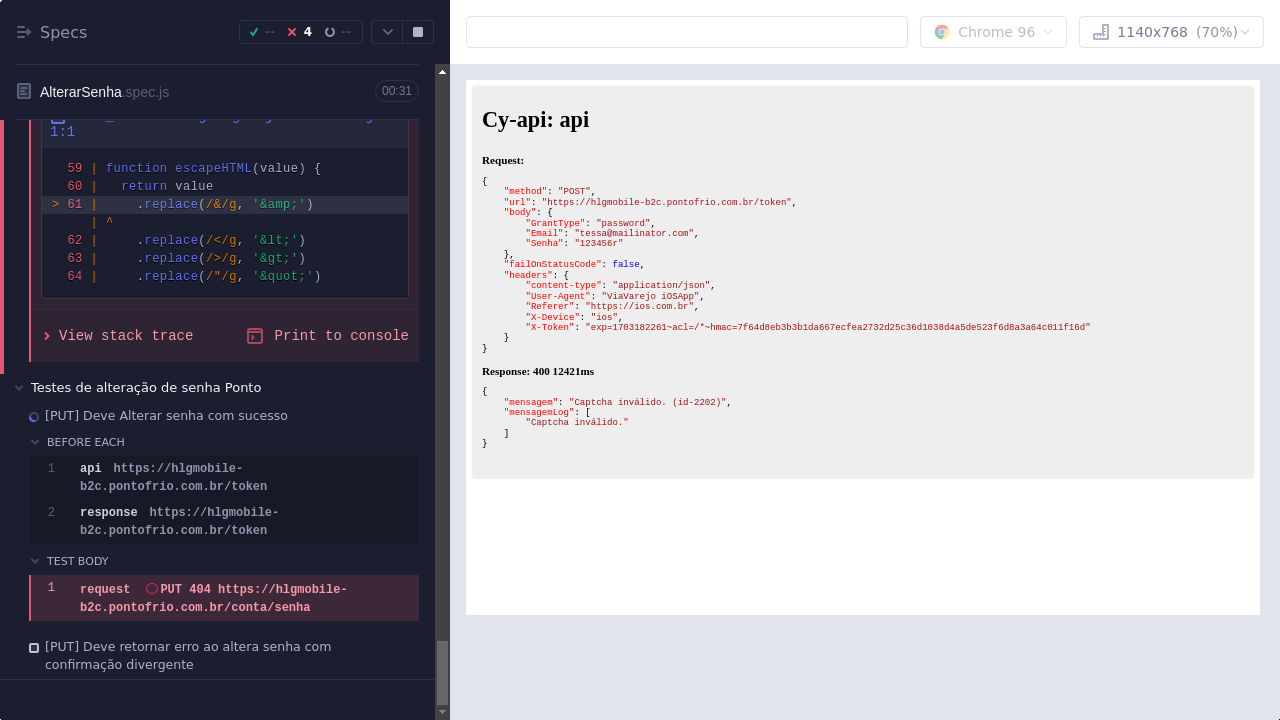 Specs
-- 4 --
AlterarSenha.spec.js
00:31
1:1
59 | function escapeHTML(value) {
60 |   return value
> 61 |     .replace(/&/g, '&amp;')
| ^
62 |     .replace(/</g, '&lt;')
63 |     .replace(/>/g, '&gt;')
64 |     .replace(/"/g, '&quot;')
View stack trace
Print to console
Testes de alteração de senha Ponto
[PUT] Deve Alterar senha com sucesso
BEFORE EACH
1 api https://hlgmobile-
b2c.pontofrio.com.br/token
2 response https://hlgmobile-
b2c.pontofrio.com.br/token
TEST BODY
1 request PUT 404 https://hlgmobile-
b2c.pontofrio.com.br/conta/senha
[PUT] Deve retornar erro ao altera senha com
confirmação divergente
Chrome 96
1140x768 (70%)
Cy-api: api
Request:
{
"method": "POST",
"url": "https://hlgmobile-b2c.pontofrio.com.br/token",
"body": {
"GrantType": "password",
"Email": "tessa@mailinator.com",
"Senha": "123456r"
},
"failOnStatusCode": false,
"headers": {
"content-type": "application/json",
"User-Agent": "ViaVarejo iOSApp",
"Referer": "https://ios.com.br",
"X-Device": "ios",
"X-Token": "exp=1703182261~acl=/*~hmac=7f64d8eb3b3b1da667ecfea2732d25c36d1038d4a5de523f6d8a3a64c011f16d"
}
}
Response: 400 12421ms
{
"mensagem": "Captcha inválido. (id-2202)",
"mensagemLog": [
"Captcha inválido."
]
}